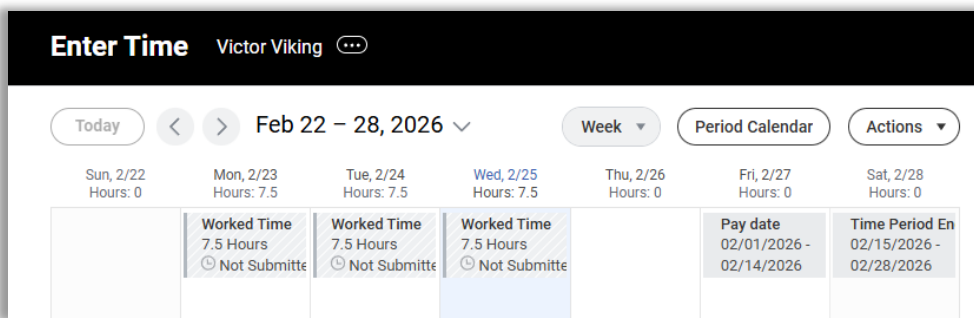 Enter Time Victor Viking
Today Feb 22 – 28, 2026 Week Period Calendar Actions
Sun, 2/22 Mon, 2/23 Tue, 2/24 Wed, 2/25 Thu, 2/26 Fri, 2/27 Sat, 2/28
Hours: 0 Hours: 7.5 Hours: 7.5 Hours: 7.5 Hours: 0 Hours: 0 Hours: 0
Worked Time Worked Time Worked Time Pay date Time Period En
7.5 Hours 7.5 Hours 7.5 Hours 02/01/2026 - 02/15/2026 -
Not Submitte Not Submitte Not Submitte 02/14/2026 02/28/2026